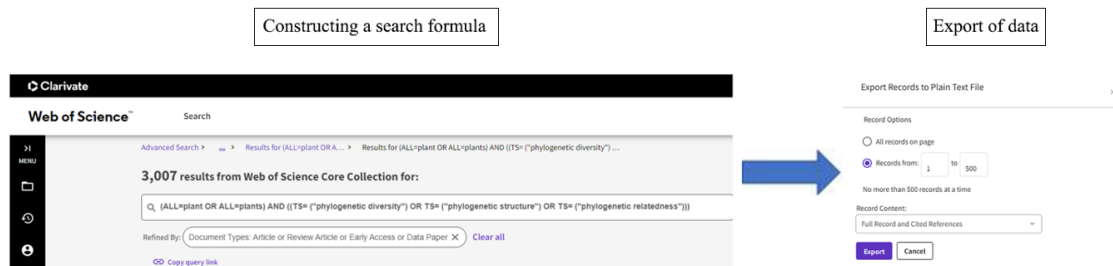 Constructing a search formula
Export of data
Clarivate
Web of Science™
Search
MENU
Advanced Search > ... > Results for (ALL=plant OR A... > Results for (ALL=plant OR ALL=plants) AND ((TS= ("phylogenetic diversity") ...
3,007 results from Web of Science Core Collection for:
(ALL=plant OR ALL=plants) AND ((TS= ("phylogenetic diversity") OR TS= ("phylogenetic structure") OR TS= ("phylogenetic relatedness")))
Refined By: Document Types: Article or Review Article or Early Access or Data Paper X Clear all
Copy query link
Export Records to Plain Text File
Record Options
All records on page
Records from: 1 to 500
No more than 500 records at a time
Record Content:
Full Record and Cited References
Export Cancel